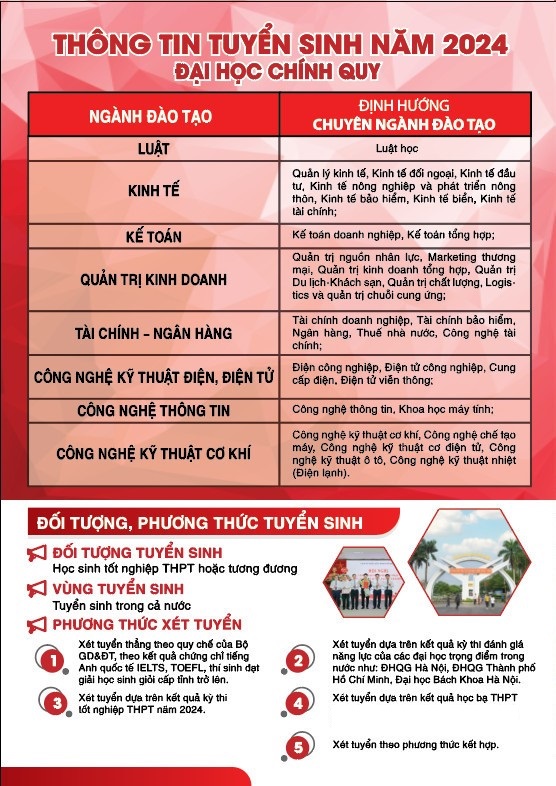 THÔNG TIN TUYỂN SINH NĂM 2024
ĐẠI HỌC CHÍNH QUY
NGÀNH ĐÀO TẠO
ĐỊNH HƯỚNG
CHUYÊN NGÀNH ĐÀO TẠO
LUẬT
Luật học
KINH TẾ
Quản lý kinh tế, Kinh tế đối ngoại, Kinh tế đầu
tư, Kinh tế nông nghiệp và phát triển nông
thôn, Kinh tế bảo hiểm, Kinh tế biển, Kinh tế
tài chính;
KẾ TOÁN
Kế toán doanh nghiệp, Kế toán tổng hợp;
QUẢN TRỊ KINH DOANH
Quản trị nguồn nhân lực, Marketing thương
mại, Quản trị kinh doanh tổng hợp, Quản trị
Du lịch-Khách sạn, Quản trị chất lượng, Logis-
tics và quản trị chuỗi cung ứng;
TÀI CHÍNH – NGÂN HÀNG
Tài chính doanh nghiệp, Tài chính bảo hiểm,
Ngân hàng, Thuế nhà nước, Công nghệ tài
chính;
CÔNG NGHỆ KỸ THUẬT ĐIỆN, ĐIỆN TỬ
Điện công nghiệp, Điện tử công nghiệp, Cung
cấp điện, Điện tử viễn thông;
CÔNG NGHỆ THÔNG TIN
Công nghệ thông tin, Khoa học máy tính;
CÔNG NGHỆ KỸ THUẬT CƠ KHÍ
Công nghệ kỹ thuật cơ khí, Công nghệ chế tạo
máy, Công nghệ kỹ thuật cơ điện tử, Công
nghệ kỹ thuật ô tô, Công nghệ kỹ thuật nhiệt
(Điện lạnh).
ĐỐI TƯỢNG, PHƯƠNG THỨC TUYỂN SINH
ĐỐI TƯỢNG TUYỂN SINH
Học sinh tốt nghiệp THPT hoặc tương đương
VÙNG TUYỂN SINH
Tuyển sinh trong cả nước
PHƯƠNG THỨC XÉT TUYỂN
1
Xét tuyển thẳng theo quy chế của Bộ
GD&ĐT, theo kết quả chứng chỉ tiếng
Anh quốc tế IELTS, TOEFL, thí sinh đạt
giải học sinh giỏi cấp tỉnh trở lên.
2
Xét tuyển dựa trên kết quả kỳ thi đánh giá
năng lực của các đại học trọng điểm trong
nước như: ĐHQG Hà Nội, ĐHQG Thành phố
Hồ Chí Minh, Đại học Bách Khoa Hà Nội.
3
Xét tuyển dựa trên kết quả kỳ thi
tốt nghiệp THPT năm 2024.
4
Xét tuyển dựa trên kết quả học bạ THPT
5
Xét tuyển theo phương thức kết hợp.